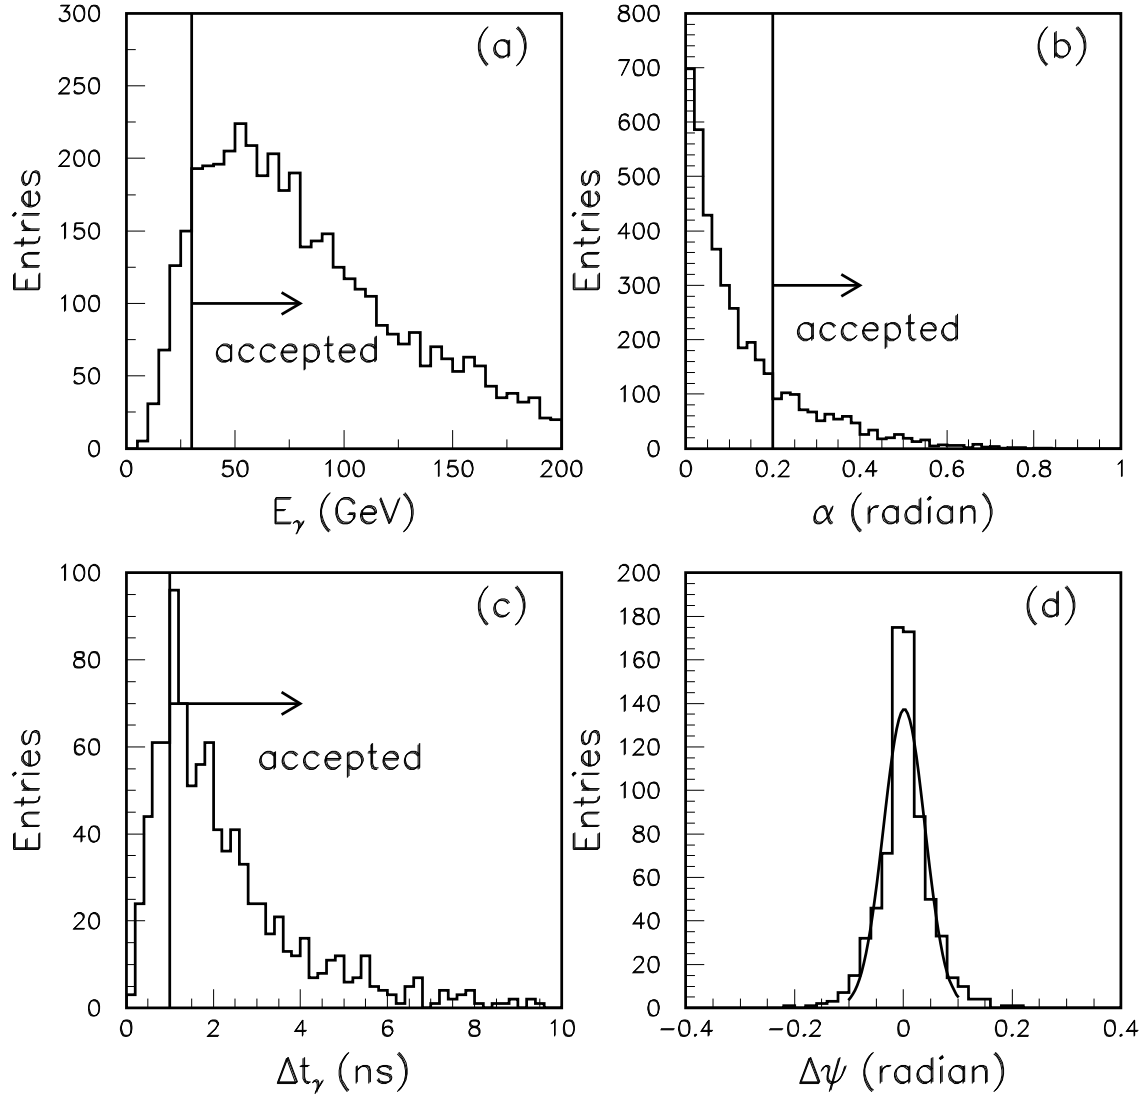 (a)
Entries
300
250
200
150
100
50
0
accepted
0 50 100 150 200
E_γ (GeV)
(b)
Entries
800
700
600
500
400
300
200
100
0
accepted
0 0.2 0.4 0.6 0.8 1
α (radian)
(c)
Entries
100
80
60
40
20
0
accepted
0 2 4 6 8 10
Δt_γ (ns)
(d)
Entries
200
180
160
140
120
100
80
60
40
20
0
−0.4 −0.2 0 0.2 0.4
Δψ (radian)